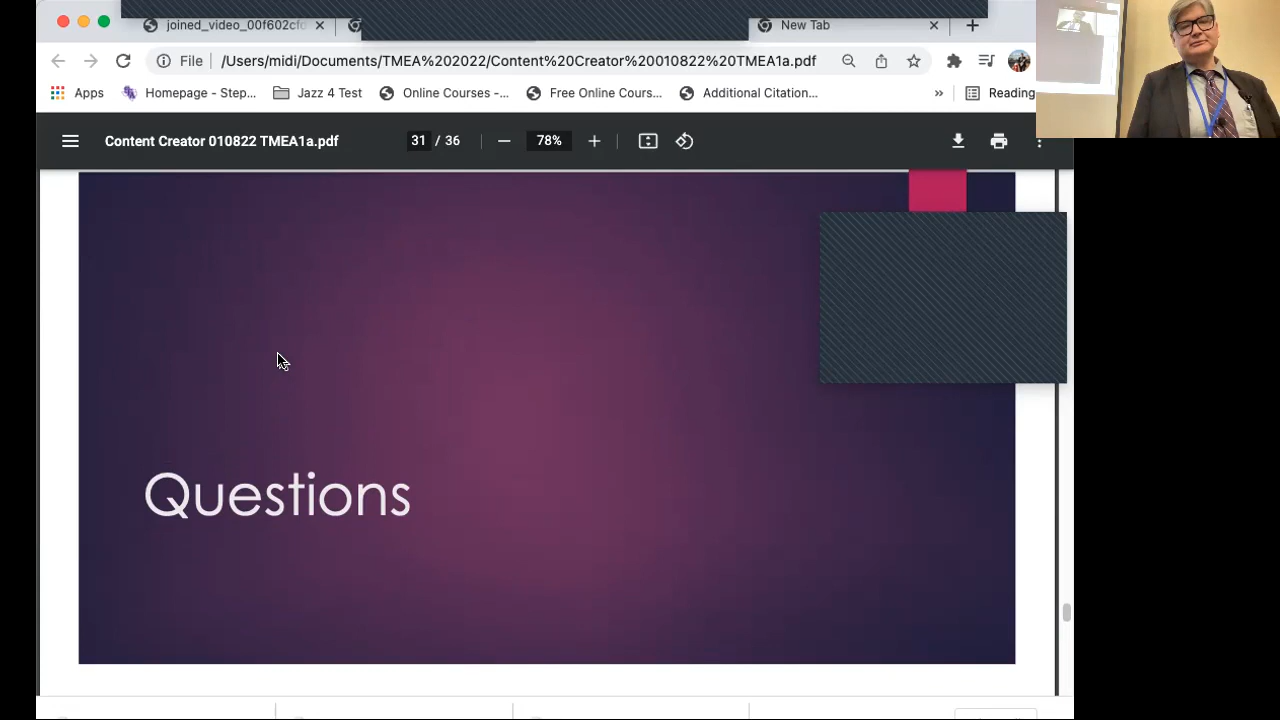 joined_video_00f602cfd
New Tab
File /Users/midi/Documents/TMEA%202022/Content%20Creator%20010822%20TMEA1a.pdf
Apps Homepage - Step... Jazz 4 Test Online Courses -... Free Online Cours... Additional Citation... » Reading
Content Creator 010822 TMEA1a.pdf 31 / 36 78%
Questions